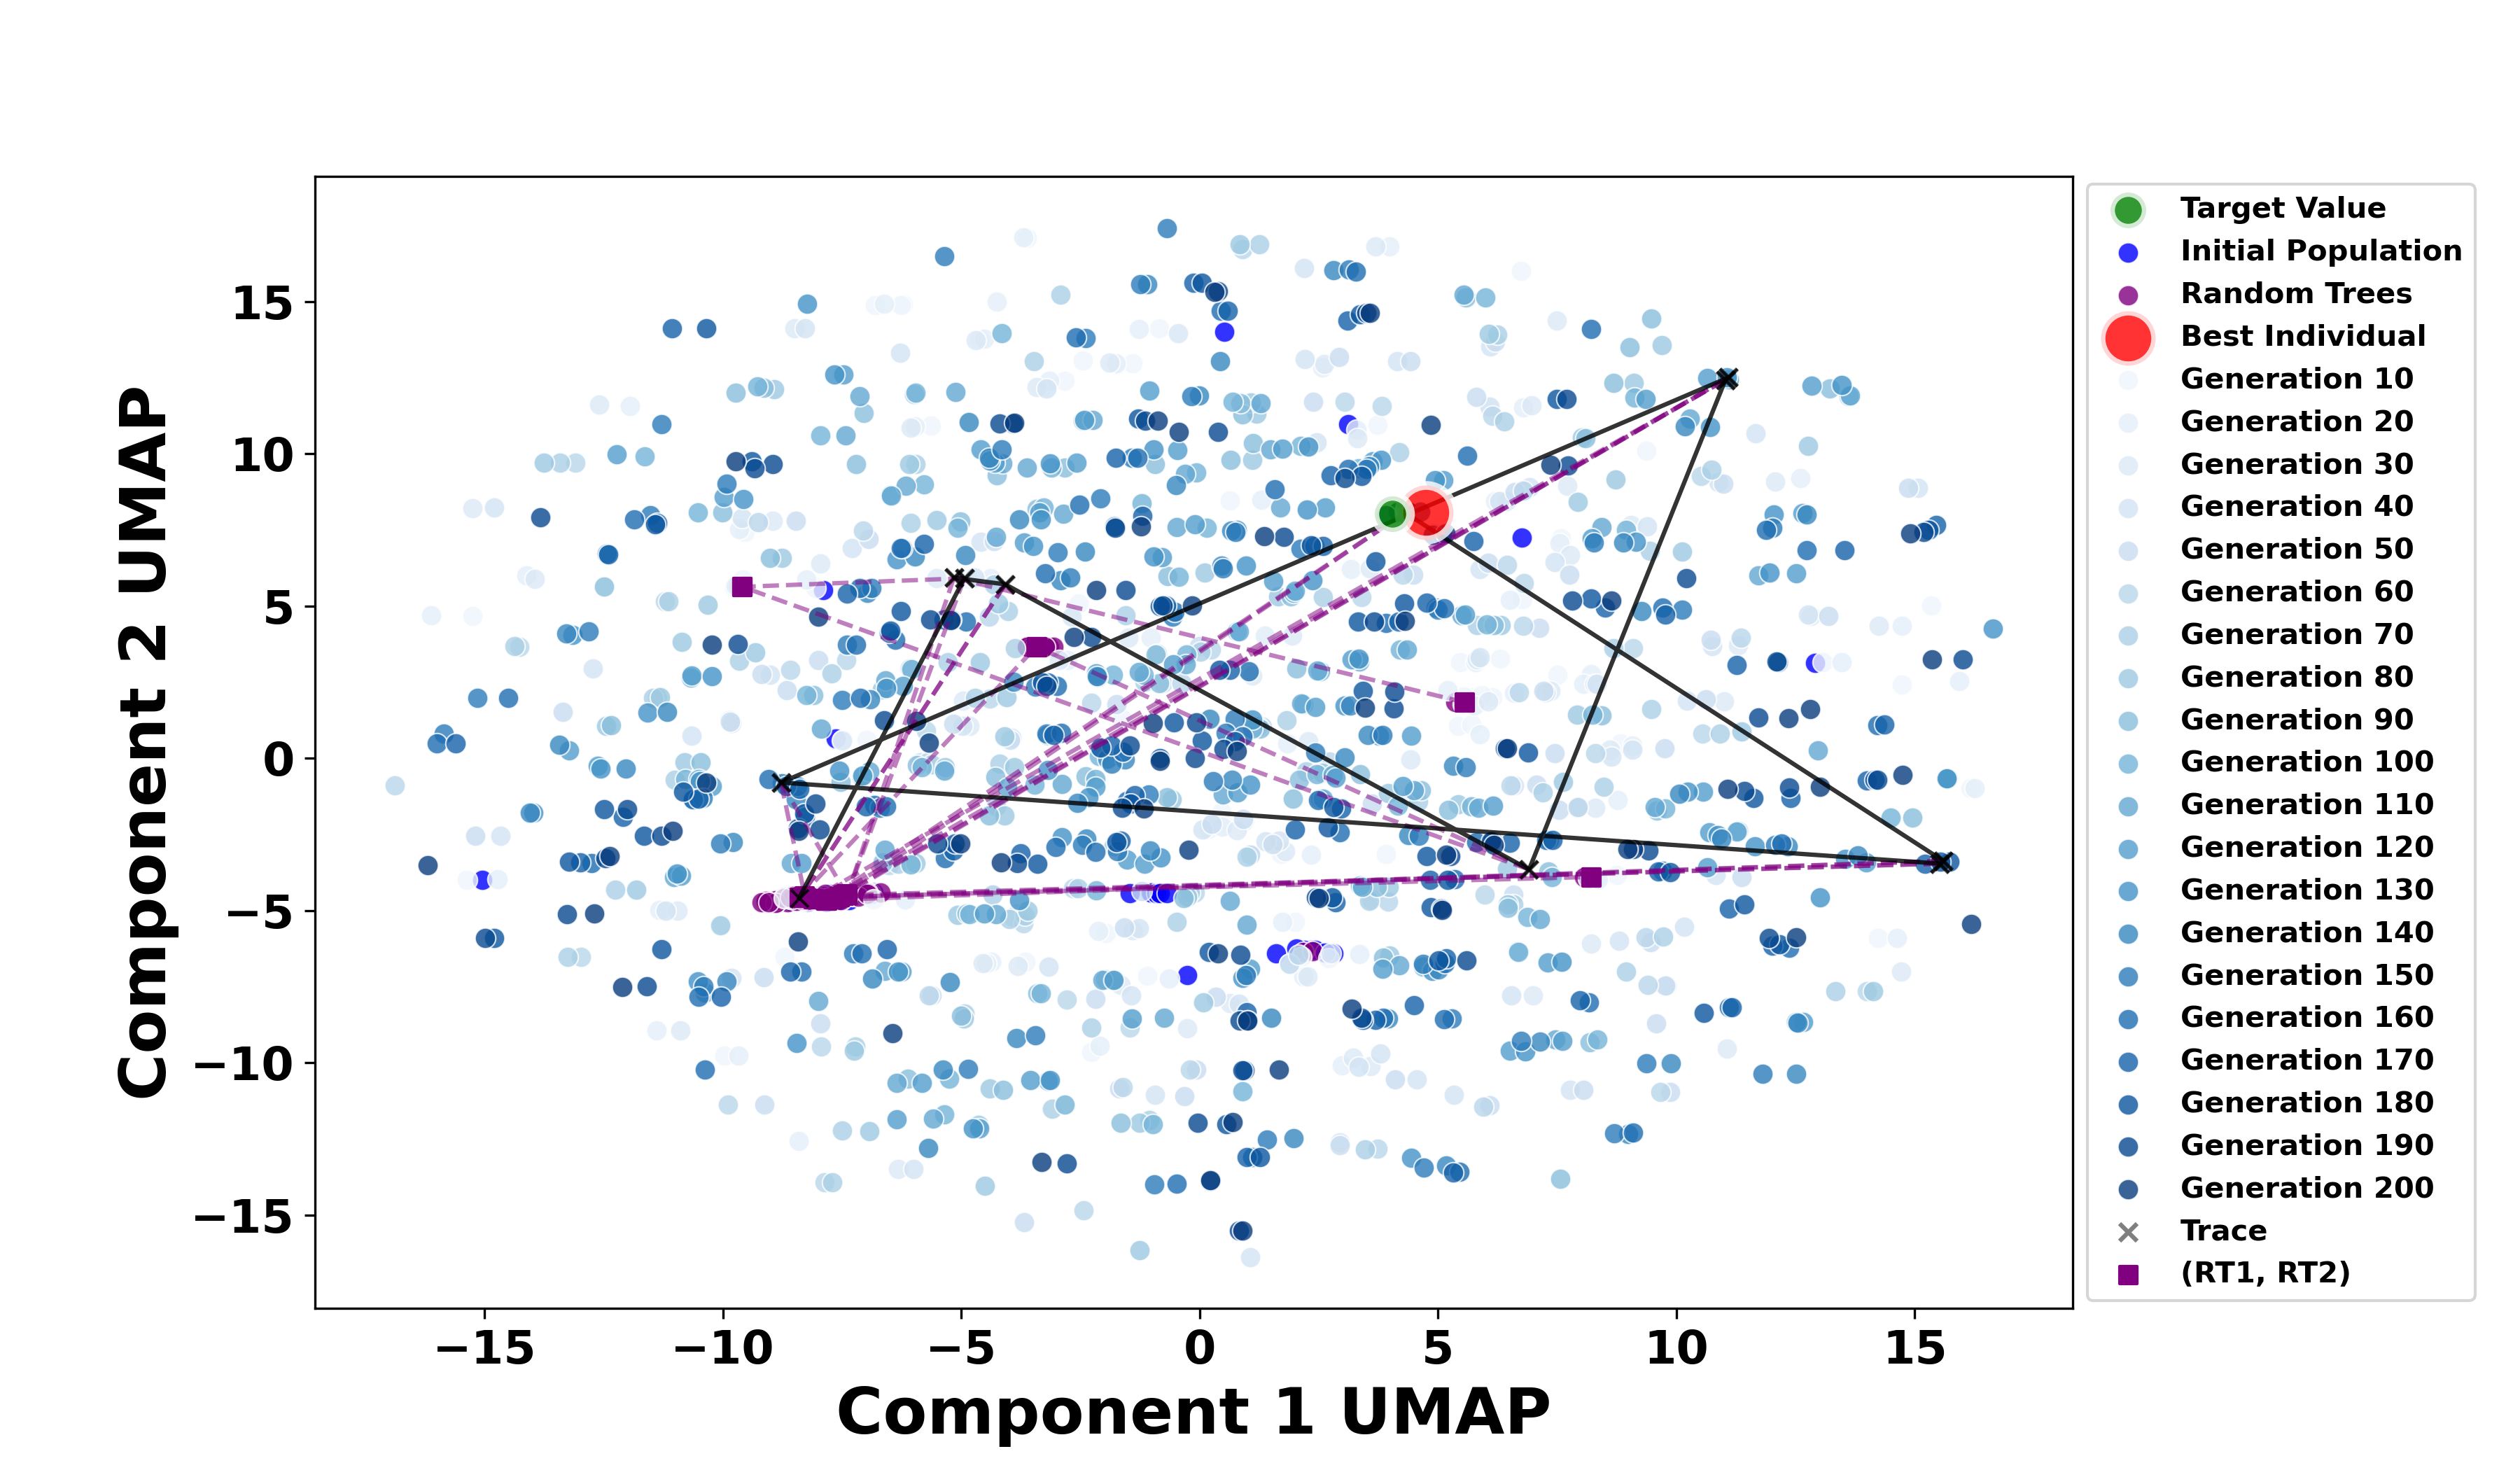 Component 2 UMAP
15
10
5
0
−5
−10
−15
−15
−10
−5
0
5
10
15
Component 1 UMAP
Target Value
Initial Population
Random Trees
Best Individual
Generation 10
Generation 20
Generation 30
Generation 40
Generation 50
Generation 60
Generation 70
Generation 80
Generation 90
Generation 100
Generation 110
Generation 120
Generation 130
Generation 140
Generation 150
Generation 160
Generation 170
Generation 180
Generation 190
Generation 200
Trace
(RT1, RT2)